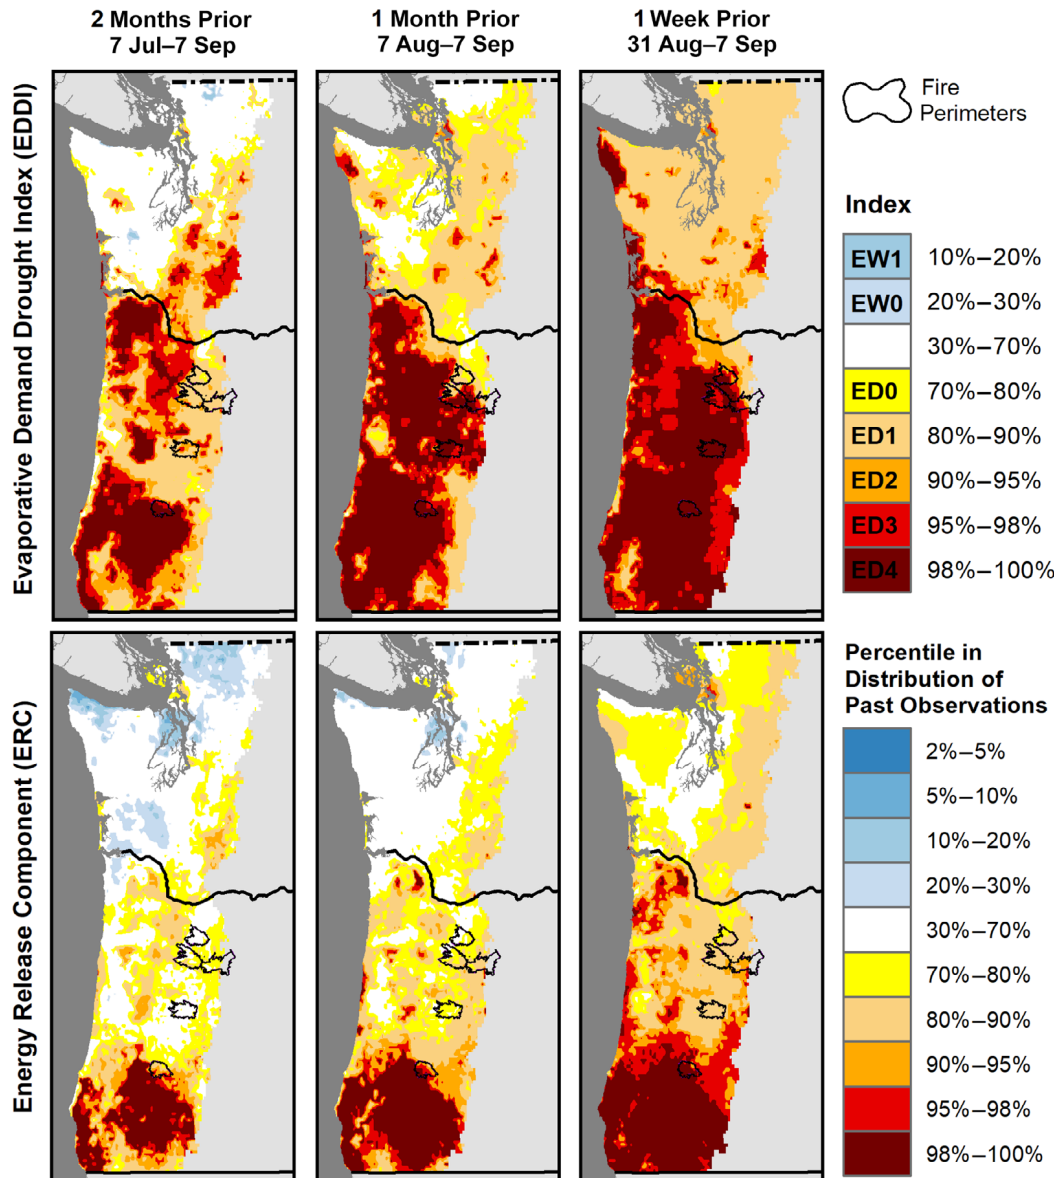 2 Months Prior
7 Jul–7 Sep
1 Month Prior
7 Aug–7 Sep
1 Week Prior
31 Aug–7 Sep
Evaporative Demand Drought Index (EDDI)
Fire
Perimeters
Index
EW1 10%–20%
EW0 20%–30%
30%–70%
ED0 70%–80%
ED1 80%–90%
ED2 90%–95%
ED3 95%–98%
ED4 98%–100%
Energy Release Component (ERC)
Percentile in
Distribution of
Past Observations
2%–5%
5%–10%
10%–20%
20%–30%
30%–70%
70%–80%
80%–90%
90%–95%
95%–98%
98%–100%